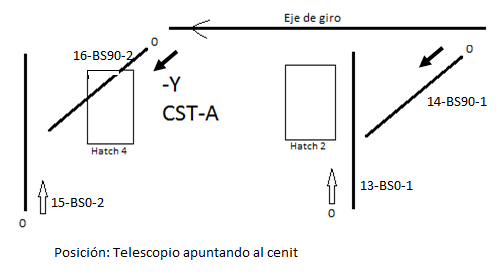 Eje de giro
0
16-BS90-2
0
-Y
CST-A
14-BS90-1
Hatch 4
Hatch 2
15-BS0-2
13-BS0-1
0
0
Posición: Telescopio apuntando al cenit